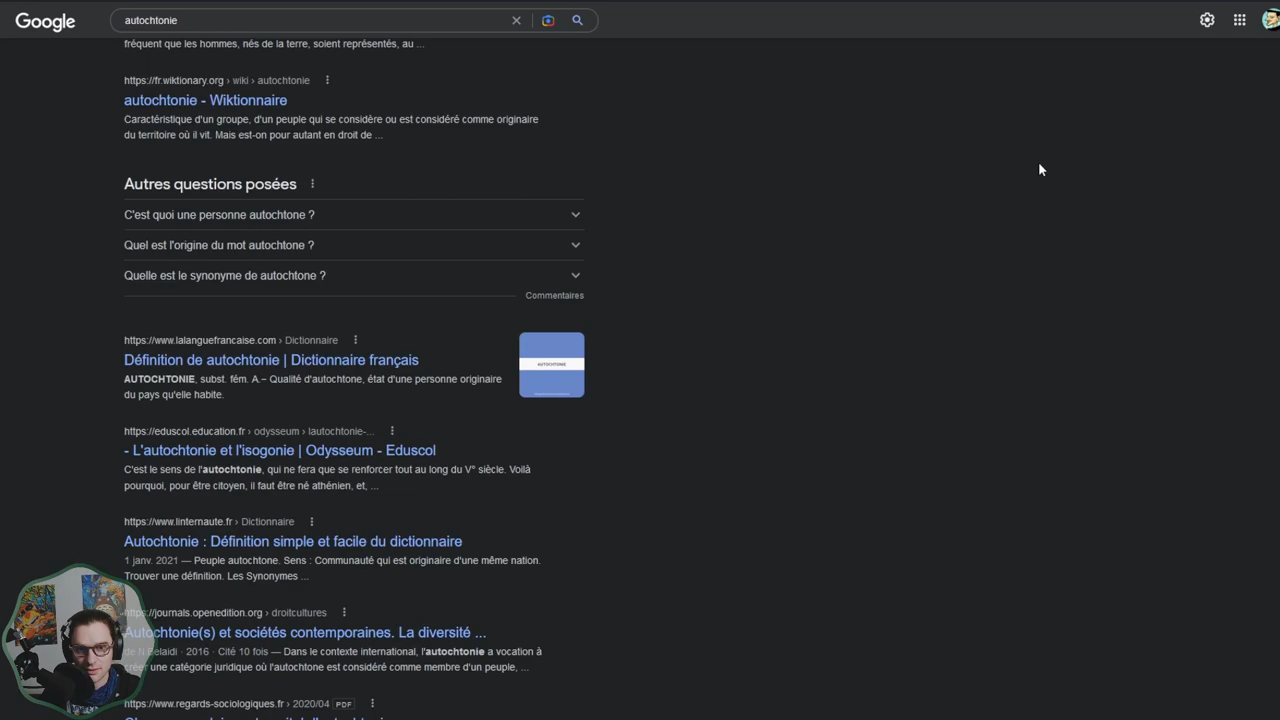 Google
autochtonie
fréquent que les hommes, nés de la terre, soient représentés, au ...
https://fr.wiktionary.org › wiki › autochtonie
autochtonie - Wiktionnaire
Caractéristique d'un groupe, d'un peuple qui se considère ou est considéré comme originaire
du territoire où il vit. Mais est-on pour autant en droit de ...
Autres questions posées
C'est quoi une personne autochtone ?
Quel est l'origine du mot autochtone ?
Quelle est le synonyme de autochtone ?
Commentaires
https://www.lalanguefrancaise.com › Dictionnaire
Définition de autochtonie | Dictionnaire français
AUTOCHTONIE, subst. fém. A.− Qualité d'autochtone, état d'une personne originaire
du pays qu'elle habite.
AUTOCHTONIE
https://eduscol.education.fr › odysseum › lautochtonie-...
- L'autochtonie et l'isogonie | Odysseum - Eduscol
C'est le sens de l'autochtonie, qui ne fera que se renforcer tout au long du V° siècle. Voilà
pourquoi, pour être citoyen, il faut être né athénien, et, ...
https://www.linternaute.fr › Dictionnaire
Autochtonie : Définition simple et facile du dictionnaire
1 janv. 2021 — Peuple autochtone. Sens : Communauté qui est originaire d'une même nation.
Trouver une définition. Les Synonymes ...
https://journals.openedition.org › droitcultures
Autochtonie(s) et sociétés contemporaines. La diversité ...
de N Belaidi · 2016 · Cité 10 fois — Dans le contexte international, l'autochtonie a vocation à
créer une catégorie juridique où l'autochtone est considéré comme membre d'un peuple, ...
https://www.regards-sociologiques.fr › 2020/04 PDF